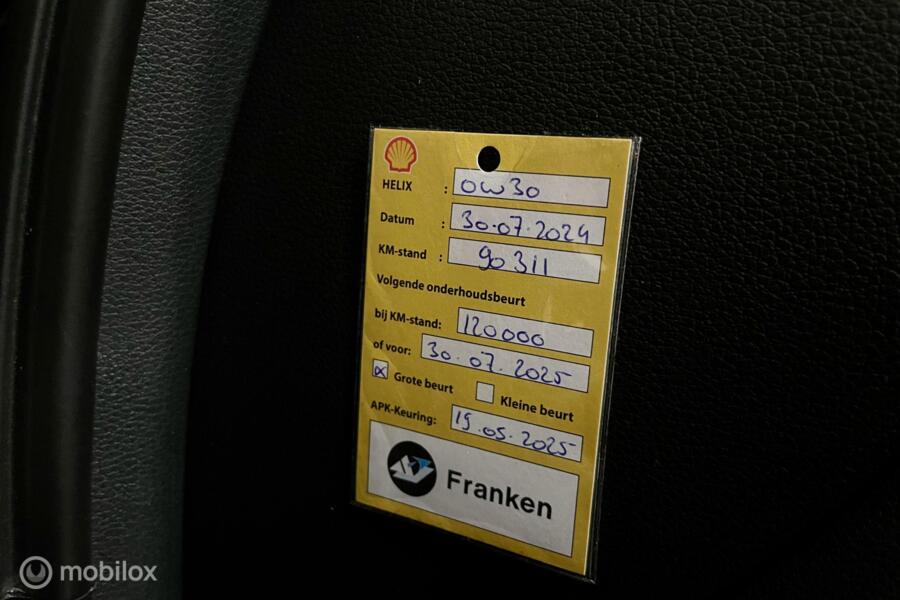 HELIX : 0W30
Datum : 30.07.2024
KM-stand : 90311
Volgende onderhoudsbeurt
bij KM-stand: 120000
of voor: 30.07.2025
Grote beurt Kleine beurt
APK-Keuring: 19.05.2025
Franken
mobilox